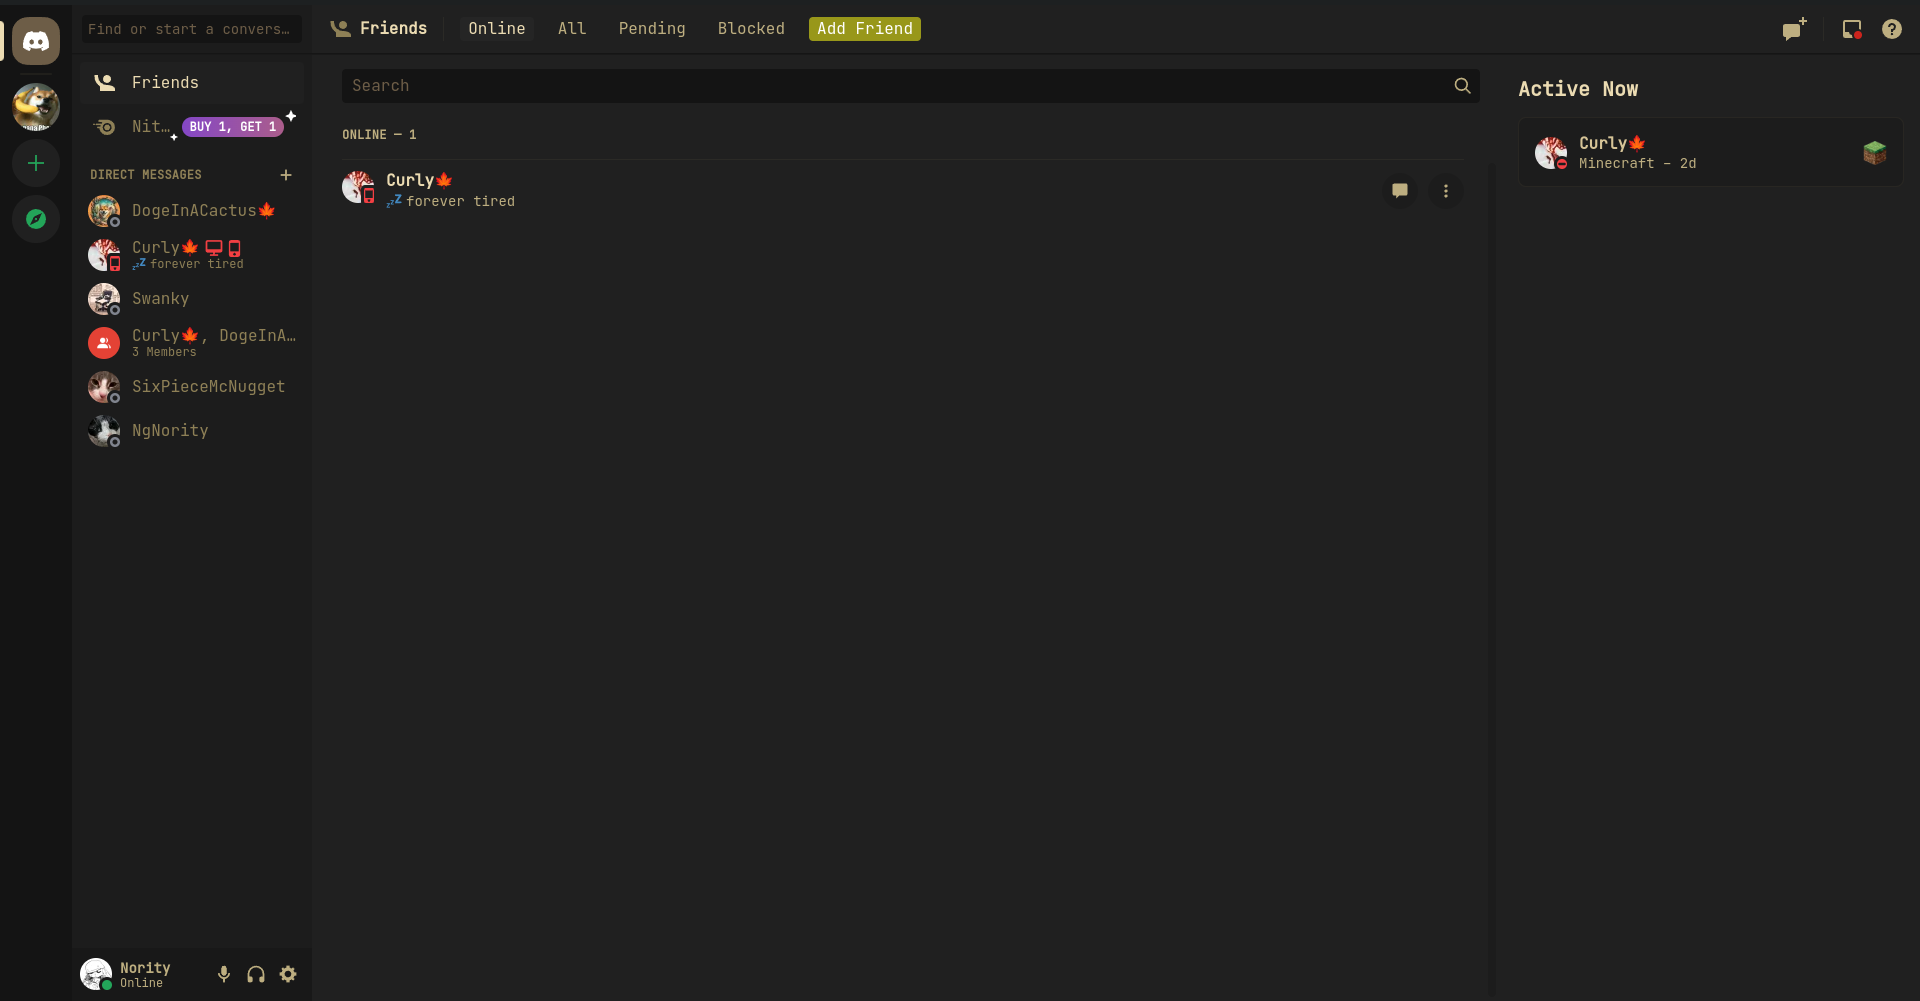 Find or start a convers…
Friends
Online
All
Pending
Blocked
Add Friend
Friends
Nit…
BUY 1, GET 1
DIRECT MESSAGES
DogeInACactus🍁
Curly🍁
💤 forever tired
Swanky
Curly🍁, DogeInA…
3 Members
SixPieceMcNugget
NgNority
Nority
Online
Search
ONLINE — 1
Curly🍁
💤 forever tired
Active Now
Curly🍁
Minecraft – 2d